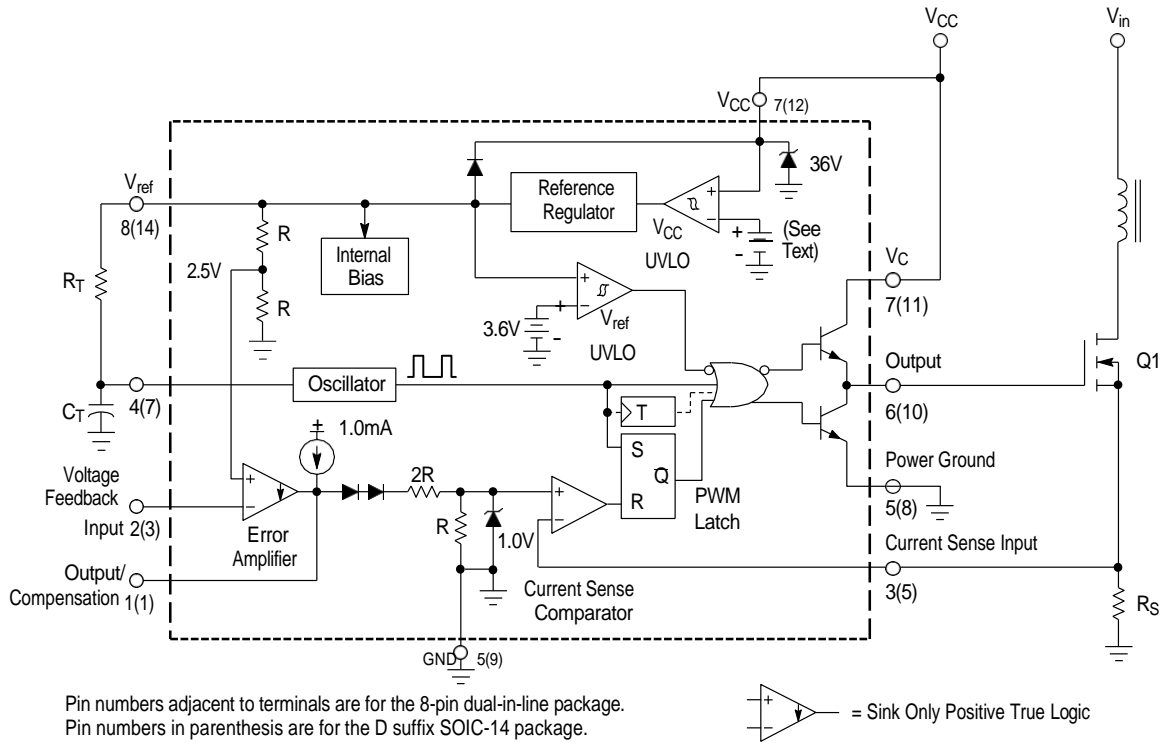 VCC
Vin
VCC 7(12)
36V
Vref
8(14)
Reference
Regulator
+
−
VCC
UVLO
+
-
(See
Text)
R
2.5V
R
Internal
Bias
RT
+
−
Vref
UVLO
3.6V
+
-
VC
7(11)
Output
6(10)
Q1
Oscillator
4(7)
CT
T
1.0mA
+
S
Q
R
PWM
Latch
Power Ground
5(8)
Voltage
Feedback
Input 2(3)
+
−
Error
Amplifier
2R
R
1.0V
+
−
Current Sense
Comparator
Current Sense Input
3(5)
RS
Output/
Compensation 1(1)
GND 5(9)
Pin numbers adjacent to terminals are for the 8-pin dual-in-line package.
Pin numbers in parenthesis are for the D suffix SOIC-14 package.
+
−
= Sink Only Positive True Logic